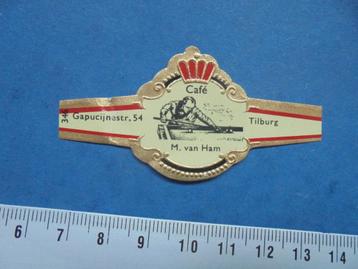 Café
34
Gapucijnestr. 54
Tilburg
M. van Ham
6 7 8 9 10 11 12 13 14